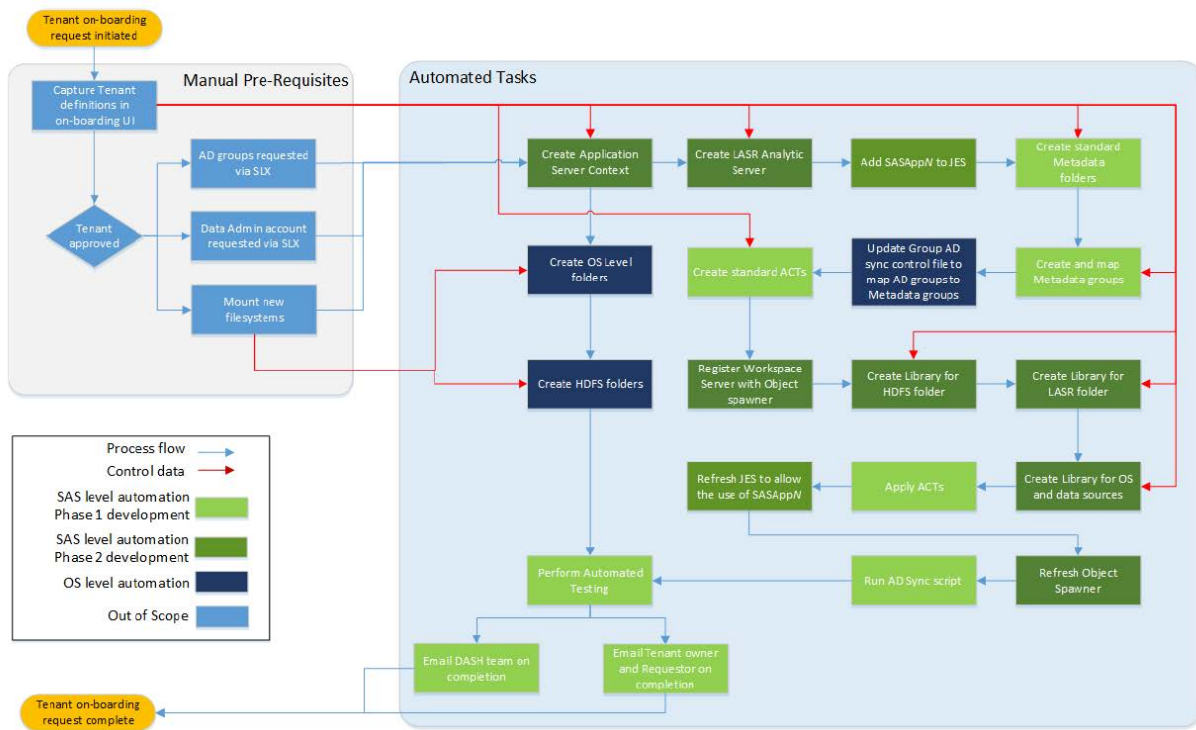 Tenant on-boarding
request initiated
Manual Pre-Requisites
Automated Tasks
Capture Tenant
definitions in
on-boarding UI
AD groups requested
via SLX
Tenant
approved
Data Admin account
requested via SLX
Mount new
filesystems
Create Application
Server Context
Create LASR Analytic
Server
Add SASAppN to JES
Create standard
Metadata
folders
Create OS Level
folders
Create standard ACTs
Update Group AD
sync control file to
map AD groups to
Metadata groups
Create and map
Metadata groups
Create HDFS folders
Register Workspace
Server with Object
spawner
Create Library for
HDFS folder
Create Library for
LASR folder
Refresh JES to allow
the use of SASAppN
Apply ACTs
Create Library for OS
and data sources
Perform Automated
Testing
Run AD Sync script
Refresh Object
Spawner
Email DASH team on
completion
Email Tenant owner
and Requestor on
completion
Process flow
Control data
SAS level automation
Phase 1 development
SAS level automation
Phase 2 development
OS level automation
Out of Scope
Tenant on-boarding
request complete